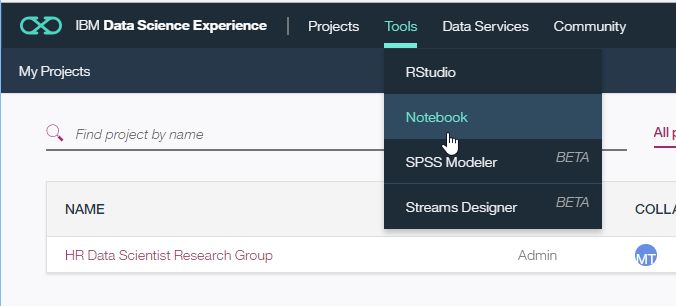 IBM Data Science Experience Projects Tools Data Services Community
My Projects
RStudio
Notebook
SPSS Modeler BETA
Streams Designer BETA
Find project by name
All p
NAME COLLA
HR Data Scientist Research Group Admin MT